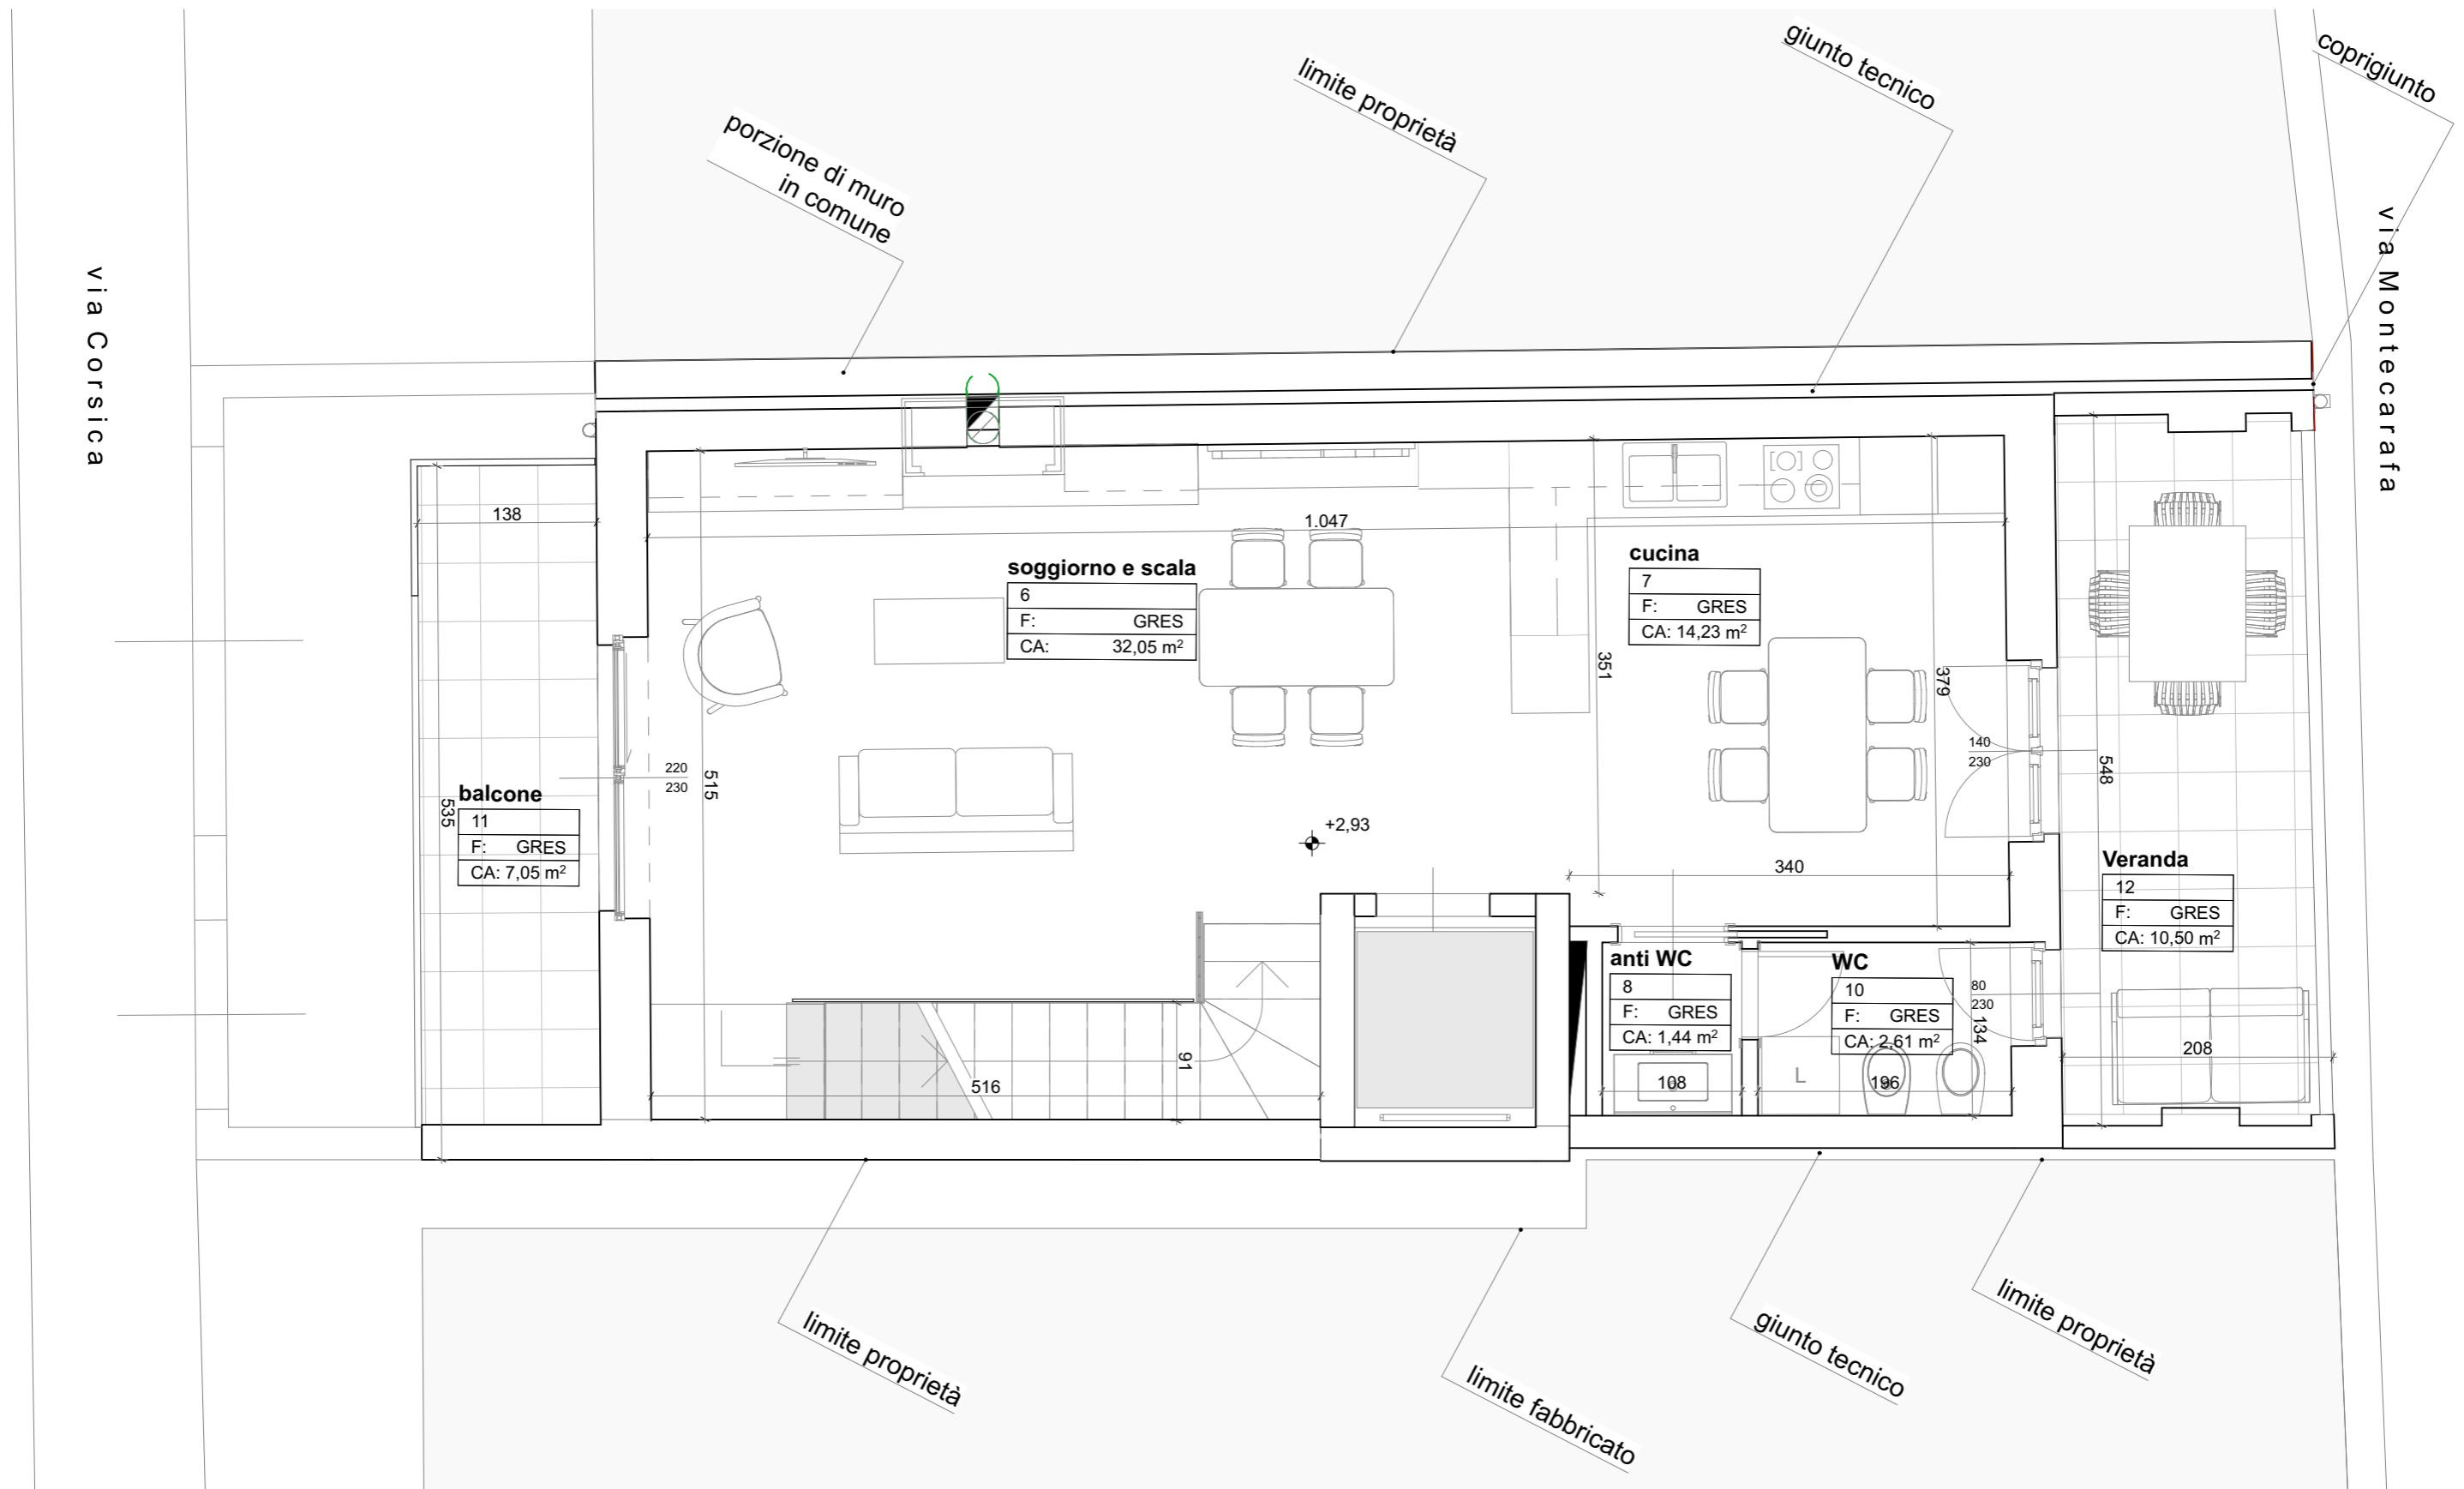 giunto tecnico
coprigiunto
limite proprietà
porzione di muro
in comune
via Corsica
via Montecarafa
138
1.047
soggiorno e scala
6
F: GRES
CA: 32,05 m²
cucina
7
F: GRES
CA: 14,23 m²
351
379
140
230
548
220
230
515
balcone
11
F: GRES
CA: 7,05 m²
535
+2,93
340
Veranda
12
F: GRES
CA: 10,50 m²
anti WC
8
F: GRES
CA: 1,44 m²
WC
10
F: GRES
CA: 2,61 m²
80
230
134
91
516
108
L
196
208
limite proprietà
limite fabbricato
giunto tecnico
limite proprietà